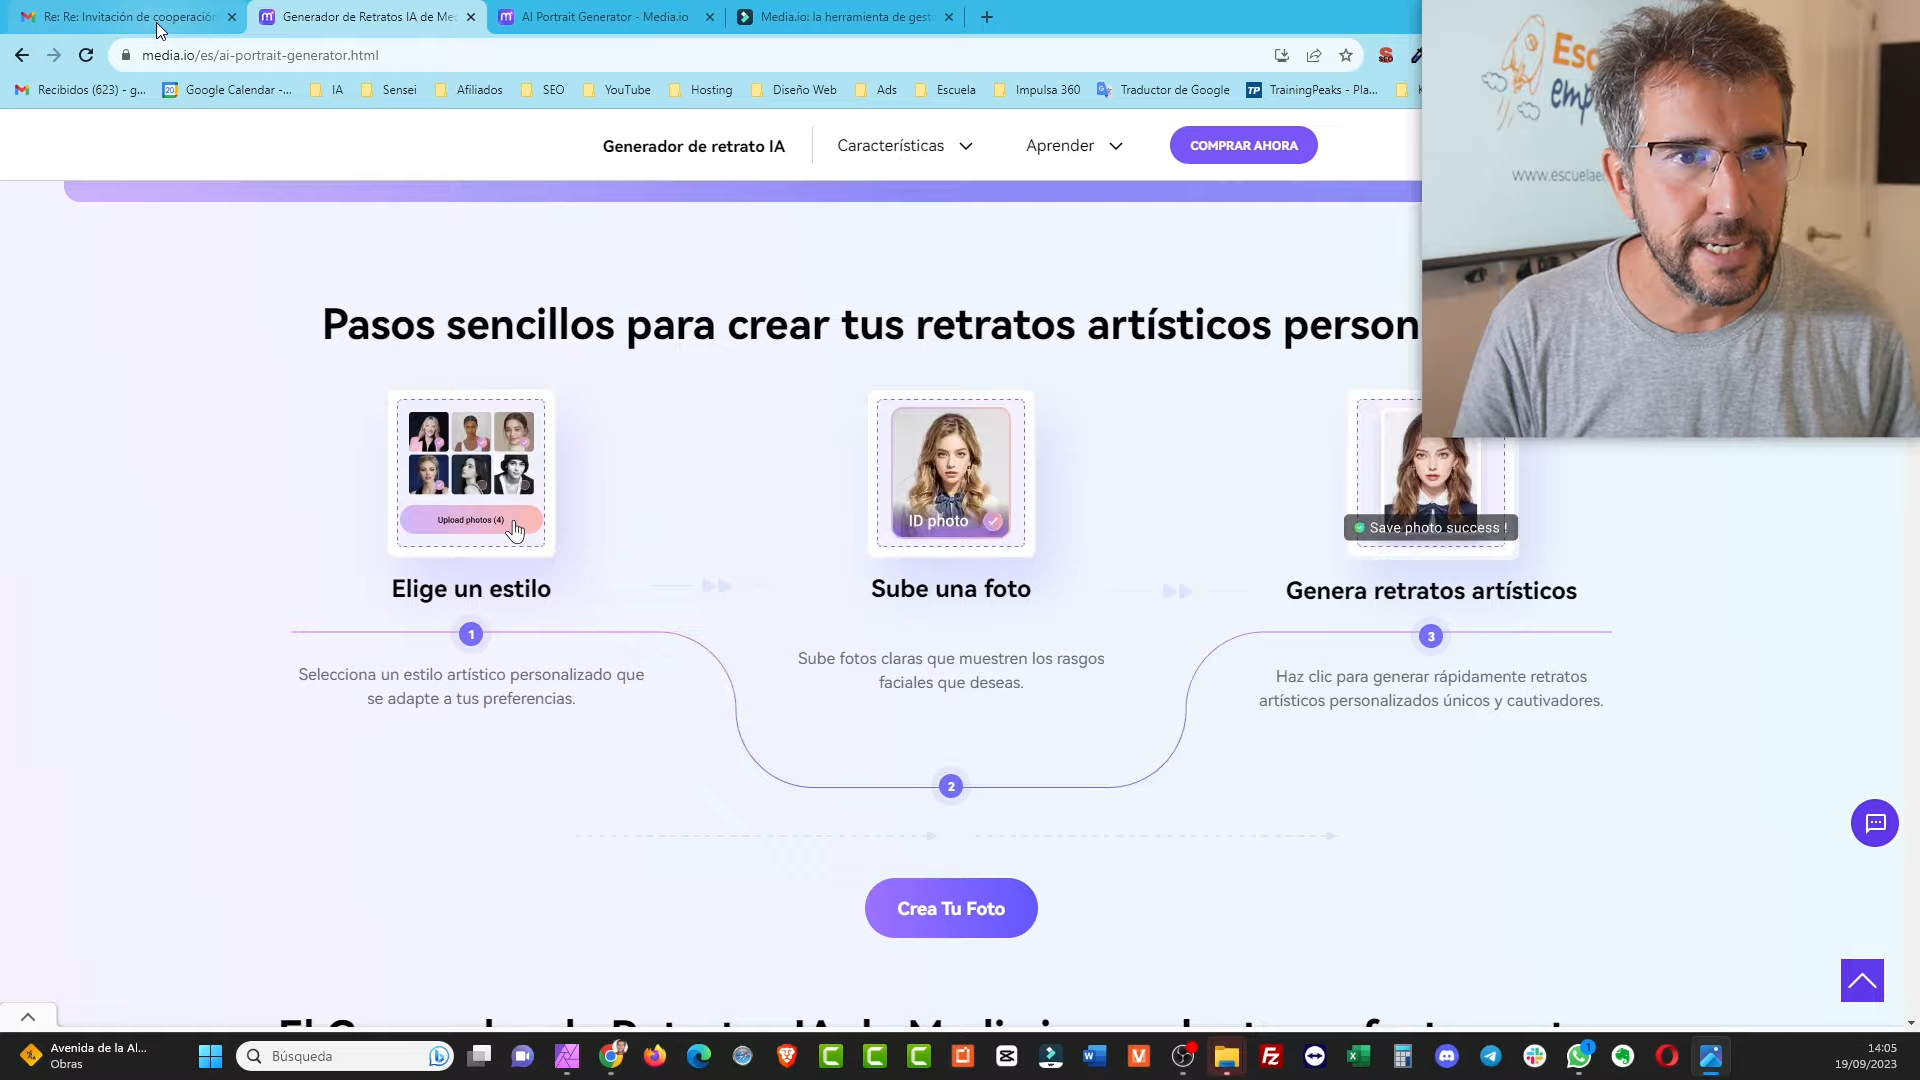 Re: Re: Invitación de cooperación
Generador de Retratos IA de Me
AI Portrait Generator - Media.io
Media.io: la herramienta de gest
media.io/es/ai-portrait-generator.html
Recibidos (623) - g...
Google Calendar -...
IA
Sensei
Afiliados
SEO
YouTube
Hosting
Diseño Web
Ads
Escuela
Impulsa 360
Traductor de Google
TP TrainingPeaks - Pla...
K
Generador de retrato IA
Características
Aprender
COMPRAR AHORA
Esc
emp
www.escuelae
Pasos sencillos para crear tus retratos artísticos person
Upload photos (4)
ID photo
Save photo success !
Elige un estilo
Sube una foto
Genera retratos artísticos
1
2
3
Selecciona un estilo artístico personalizado que
se adapte a tus preferencias.
Sube fotos claras que muestren los rasgos
faciales que deseas.
Haz clic para generar rápidamente retratos
artísticos personalizados únicos y cautivadores.
Crea Tu Foto
Avenida de la Al...
Obras
Búsqueda
14:05
19/09/2023